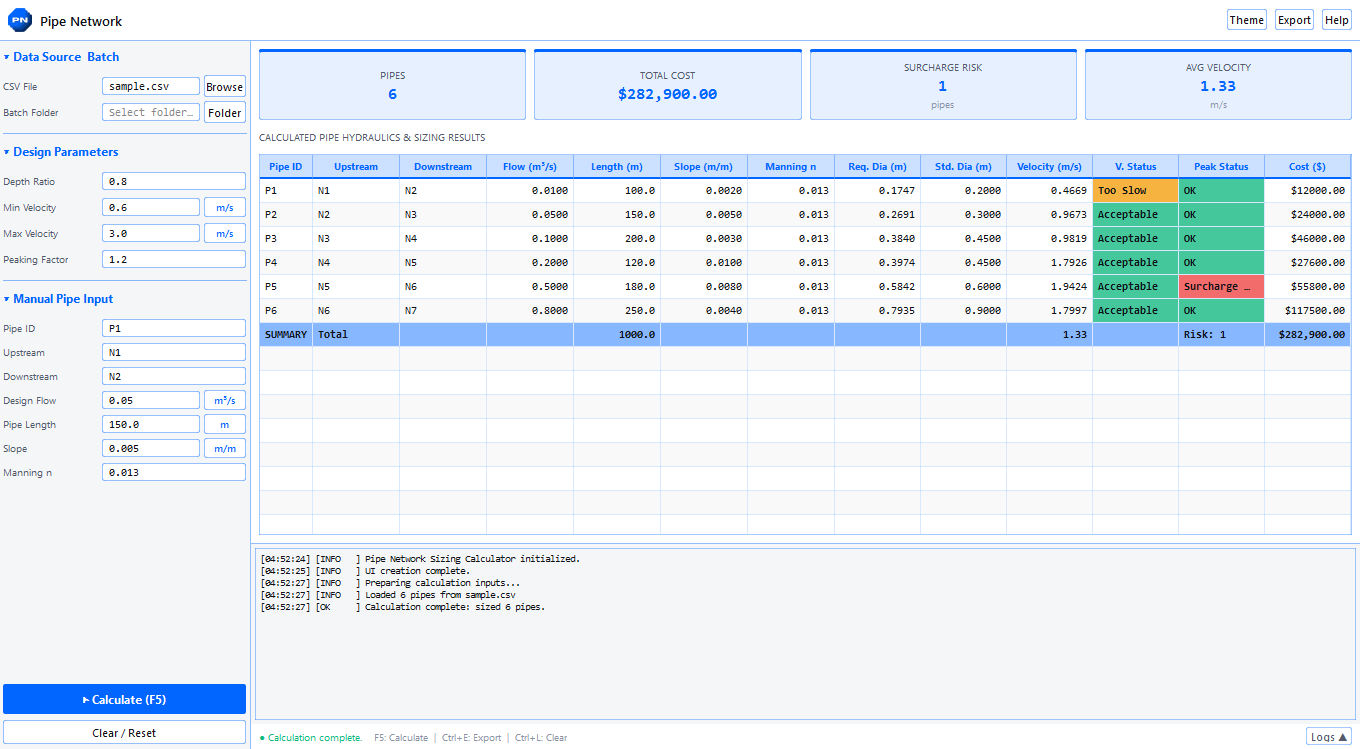 PN Pipe Network Theme Export Help
▾ Data Source Batch
CSV File sample.csv Browse
Batch Folder Select folder... Folder
▾ Design Parameters
Depth Ratio 0.8
Min Velocity 0.6 m/s
Max Velocity 3.0 m/s
Peaking Factor 1.2
▾ Manual Pipe Input
Pipe ID P1
Upstream N1
Downstream N2
Design Flow 0.05 m³/s
Pipe Length 150.0 m
Slope 0.005 m/m
Manning n 0.013
▶ Calculate (F5)
Clear / Reset
PIPES
6
TOTAL COST
$282,900.00
SURCHARGE RISK
1
pipes
AVG VELOCITY
1.33
m/s
CALCULATED PIPE HYDRAULICS & SIZING RESULTS
Pipe ID Upstream Downstream Flow (m³/s) Length (m) Slope (m/m) Manning n Req. Dia (m) Std. Dia (m) Velocity (m/s) V. Status Peak Status Cost ($)
P1 N1 N2 0.0100 100.0 0.0020 0.013 0.1747 0.2000 0.4669 Too Slow OK $12000.00
P2 N2 N3 0.0500 150.0 0.0050 0.013 0.2691 0.3000 0.9673 Acceptable OK $24000.00
P3 N3 N4 0.1000 200.0 0.0030 0.013 0.3840 0.4500 0.9819 Acceptable OK $46000.00
P4 N4 N5 0.2000 120.0 0.0100 0.013 0.3974 0.4500 1.7926 Acceptable OK $27600.00
P5 N5 N6 0.5000 180.0 0.0080 0.013 0.5842 0.6000 1.9424 Acceptable Surcharge … $55800.00
P6 N6 N7 0.8000 250.0 0.0040 0.013 0.7935 0.9000 1.7997 Acceptable OK $117500.00
SUMMARY Total 1000.0 1.33 Risk: 1 $282,900.00
[04:52:24] [INFO ] Pipe Network Sizing Calculator initialized.
[04:52:25] [INFO ] UI creation complete.
[04:52:27] [INFO ] Preparing calculation inputs...
[04:52:27] [INFO ] Loaded 6 pipes from sample.csv
[04:52:27] [OK ] Calculation complete: sized 6 pipes.
● Calculation complete. F5: Calculate | Ctrl+E: Export | Ctrl+L: Clear Logs ▲